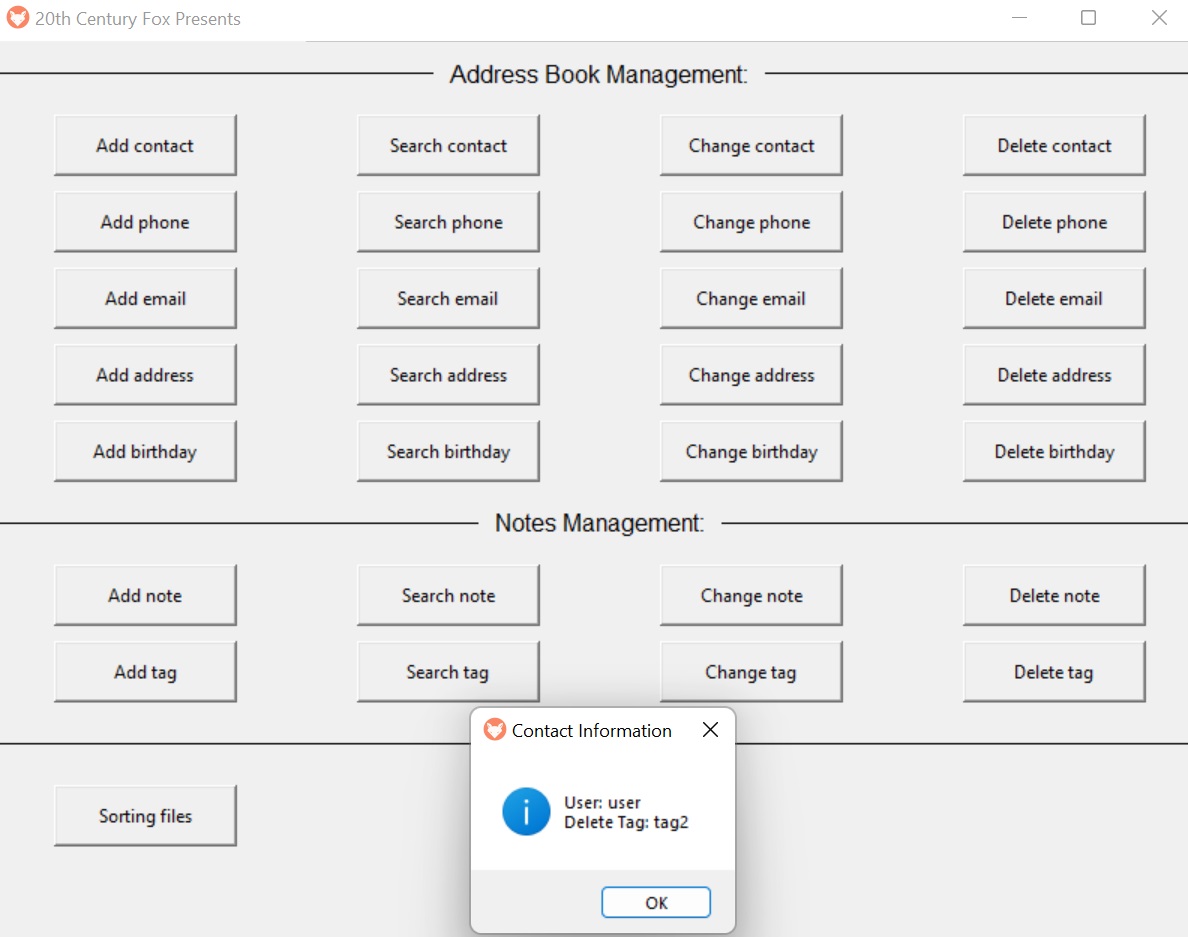 20th Century Fox Presents
Address Book Management:
Add contact Search contact Change contact Delete contact
Add phone Search phone Change phone Delete phone
Add email Search email Change email Delete email
Add address Search address Change address Delete address
Add birthday Search birthday Change birthday Delete birthday
Notes Management:
Add note Search note Change note Delete note
Add tag Search tag Change tag Delete tag
Contact Information
User: user
Delete Tag: tag2
Sorting files
OK